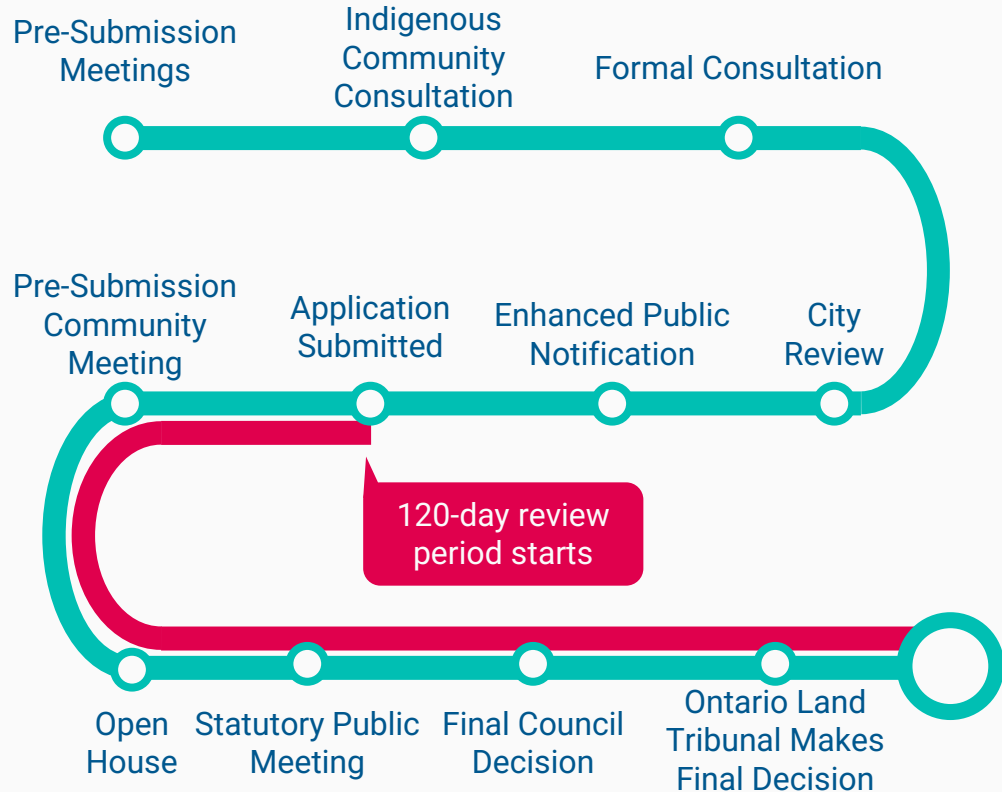 Pre-Submission
Meetings
Indigenous
Community
Consultation
Formal Consultation
Pre-Submission
Community
Meeting
Application
Submitted
Enhanced Public
Notification
City
Review
120-day review
period starts
Open
House
Statutory Public
Meeting
Final Council
Decision
Ontario Land
Tribunal Makes
Final Decision